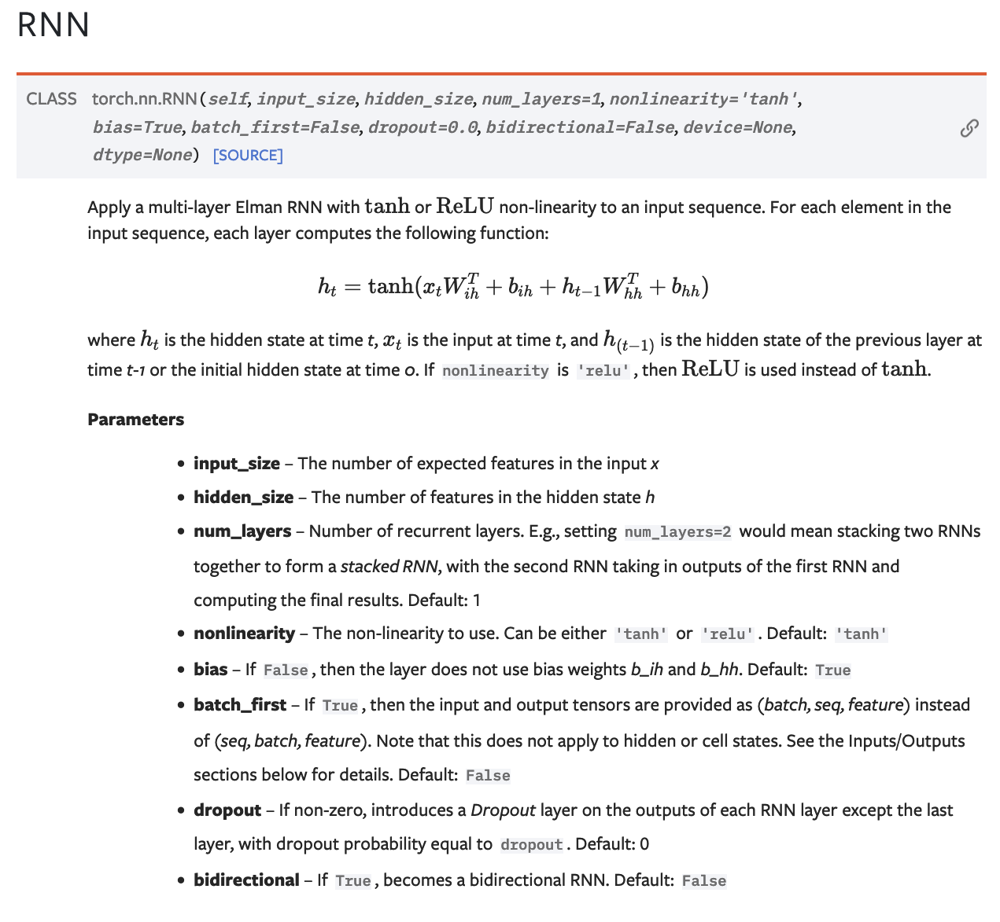 RNN
CLASS torch.nn.RNN(self, input_size, hidden_size, num_layers=1, nonlinearity='tanh',
bias=True, batch_first=False, dropout=0.0, bidirectional=False, device=None,
dtype=None) [SOURCE]
Apply a multi-layer Elman RNN with tanh or ReLU non-linearity to an input sequence. For each element in the
input sequence, each layer computes the following function:
h_t = tanh(x_t W_{ih}^T + b_{ih} + h_{t−1} W_{hh}^T + b_{hh})
where h_t is the hidden state at time t, x_t is the input at time t, and h_{(t−1)} is the hidden state of the previous layer at
time t-1 or the initial hidden state at time 0. If nonlinearity is 'relu', then ReLU is used instead of tanh.
Parameters
• input_size – The number of expected features in the input x
• hidden_size – The number of features in the hidden state h
• num_layers – Number of recurrent layers. E.g., setting num_layers=2 would mean stacking two RNNs
together to form a stacked RNN, with the second RNN taking in outputs of the first RNN and
computing the final results. Default: 1
• nonlinearity – The non-linearity to use. Can be either 'tanh' or 'relu'. Default: 'tanh'
• bias – If False, then the layer does not use bias weights b_ih and b_hh. Default: True
• batch_first – If True, then the input and output tensors are provided as (batch, seq, feature) instead
of (seq, batch, feature). Note that this does not apply to hidden or cell states. See the Inputs/Outputs
sections below for details. Default: False
• dropout – If non-zero, introduces a Dropout layer on the outputs of each RNN layer except the last
layer, with dropout probability equal to dropout. Default: 0
• bidirectional – If True, becomes a bidirectional RNN. Default: False